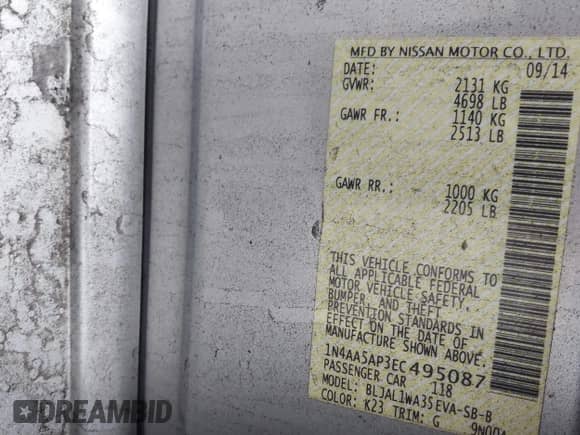 MFD BY NISSAN MOTOR CO., LTD.
DATE: 09/14
GVWR: 2131 KG
4698 LB
GAWR FR.: 1140 KG
2513 LB
GAWR RR.: 1000 KG
2205 LB
THIS VEHICLE CONFORMS TO
ALL APPLICABLE FEDERAL
MOTOR VEHICLE SAFETY,
BUMPER, AND THEFT
PREVENTION STANDARDS IN
EFFECT ON THE DATE OF
MANUFACTURE SHOWN ABOVE.
1N4AA5AP3EC495087
PASSENGER CAR 118
MODEL: BLJAL1WA35EVA-SB-B
COLOR: K23 TRIM: G
DREAMBID